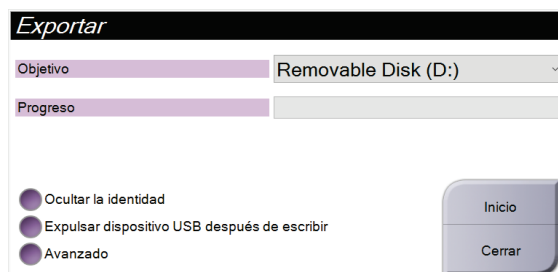 Exportar
Objetivo Removable Disk (D:)
Progreso
Ocultar la identidad
Expulsar dispositivo USB después de escribir
Avanzado
Inicio
Cerrar